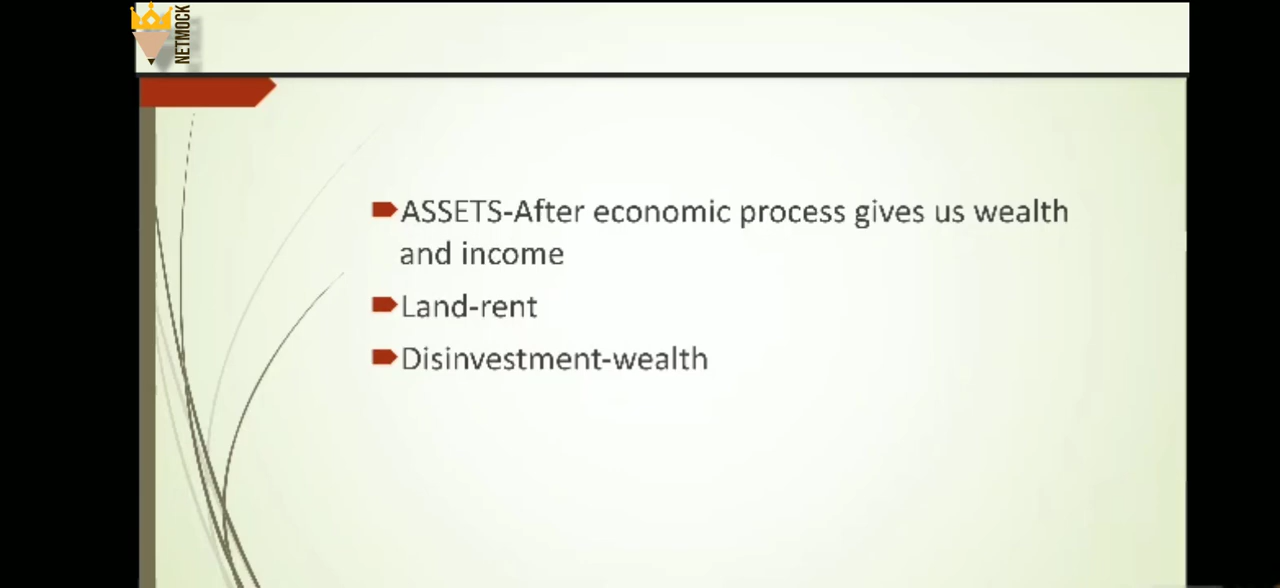 NETMOCK
ASSETS-After economic process gives us wealth
and income
Land-rent
Disinvestment-wealth